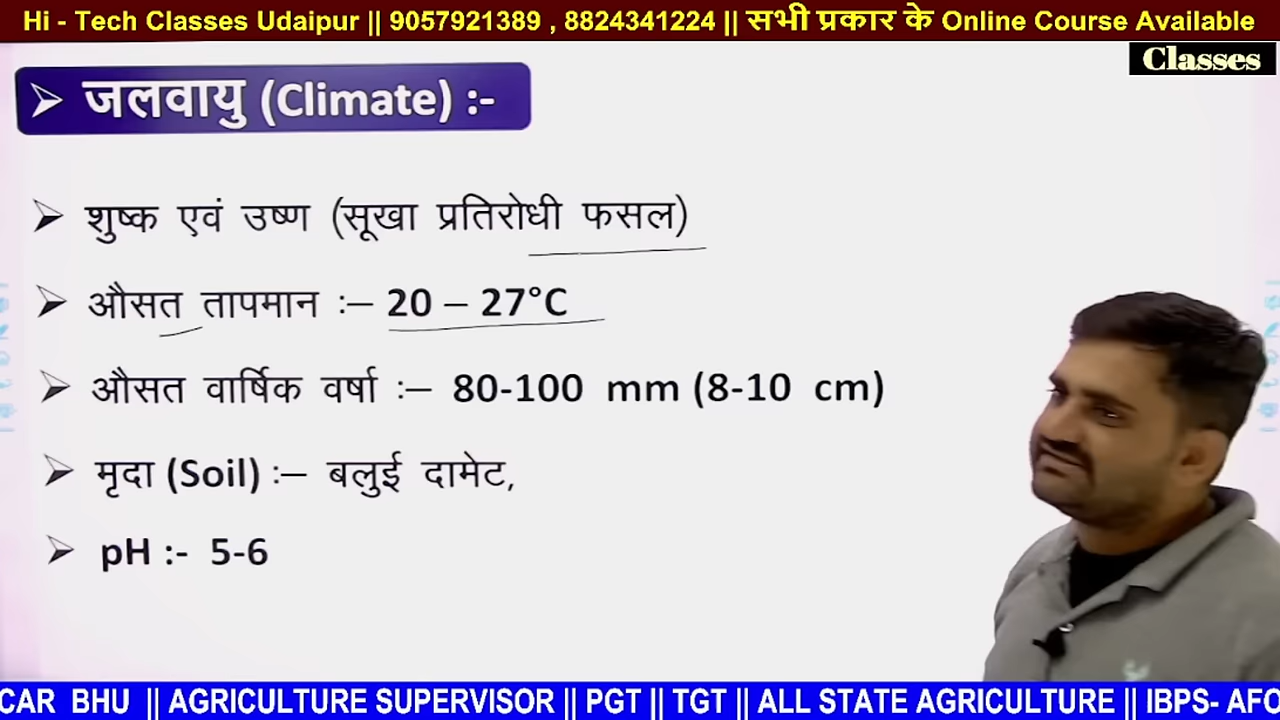 Hi - Tech Classes Udaipur || 9057921389 , 8824341224 || सभी प्रकार के Online Course Available
Classes
➢ जलवायु (Climate) :-
➢ शुष्क एवं उष्ण (सूखा प्रतिरोधी फसल)
➢ औसत तापमान :– 20 – 27°C
➢ औसत वार्षिक वर्षा :– 80-100 mm (8-10 cm)
➢ मृदा (Soil) :– बलुई दामेट,
➢ pH :- 5-6
CAR BHU || AGRICULTURE SUPERVISOR || PGT || TGT || ALL STATE AGRICULTURE || IBPS- AFO